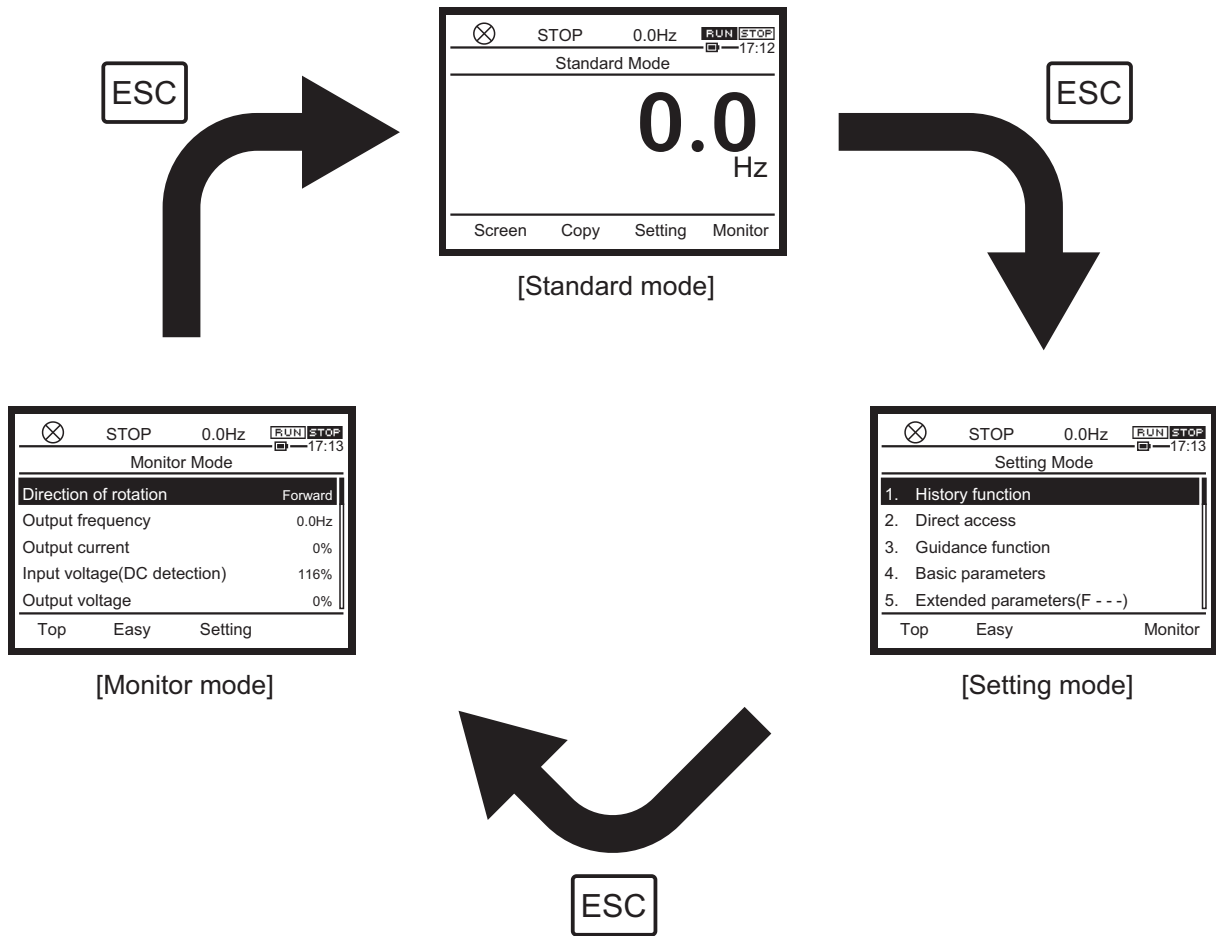 STOP 0.0Hz RUN STOP
17:12
Standard Mode
0.0
Hz
Screen Copy Setting Monitor
[Standard mode]
ESC
ESC
STOP 0.0Hz RUN STOP
17:13
Monitor Mode
Direction of rotation Forward
Output frequency 0.0Hz
Output current 0%
Input voltage(DC detection) 116%
Output voltage 0%
Top Easy Setting
[Monitor mode]
STOP 0.0Hz RUN STOP
17:13
Setting Mode
1. History function
2. Direct access
3. Guidance function
4. Basic parameters
5. Extended parameters(F - - -)
Top Easy Monitor
[Setting mode]
ESC